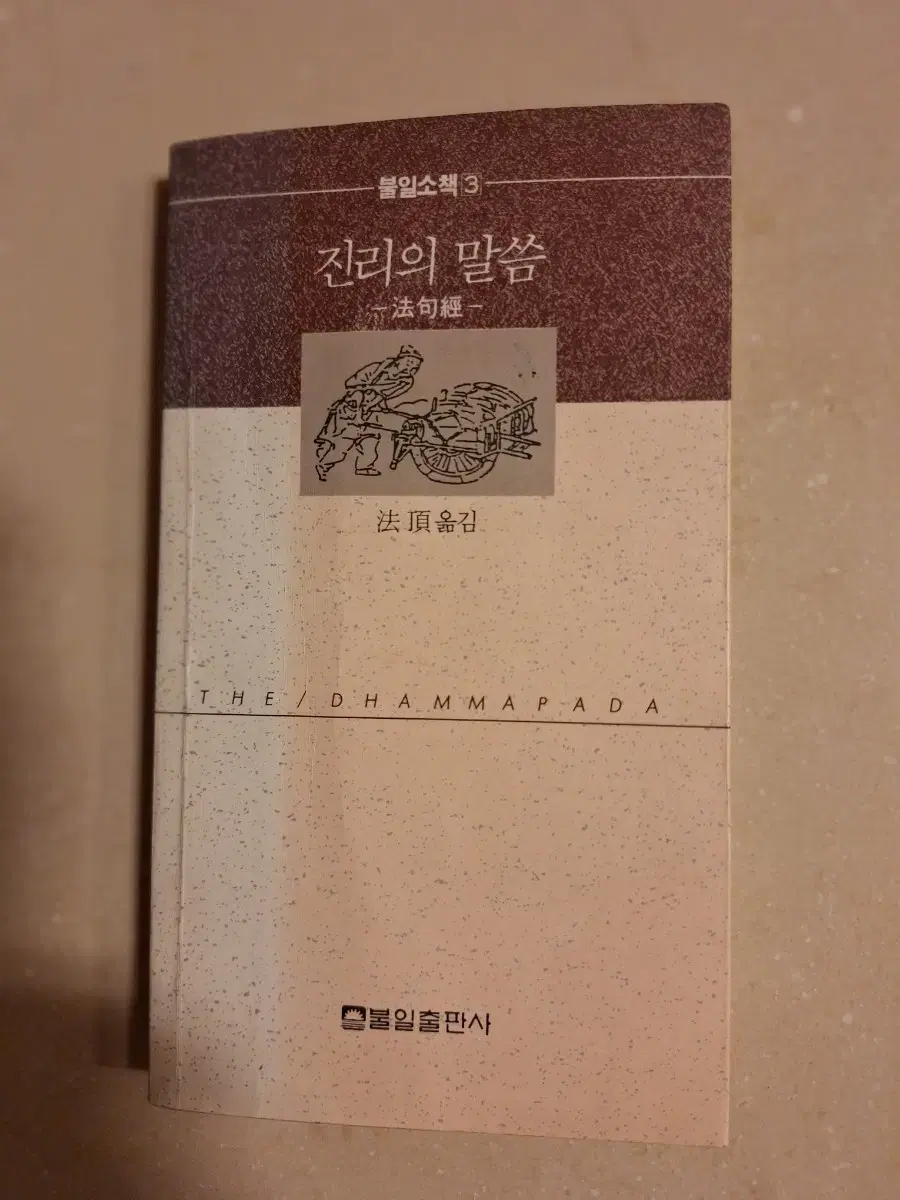 불일소책 3
진리의 말씀
– 法句經 –
法頂 옮김
THE / DHAMMAPADA
불일출판사